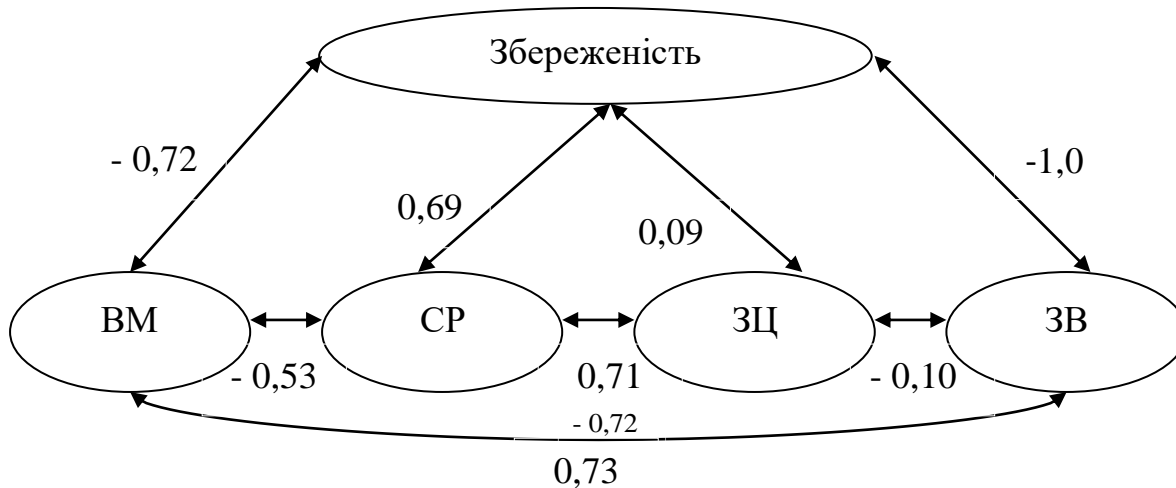 Збереженість
- 0,72
-1,0
0,69
0,09
ВМ
СР
ЗЦ
ЗВ
- 0,53
0,71
- 0,10
- 0,72
0,73